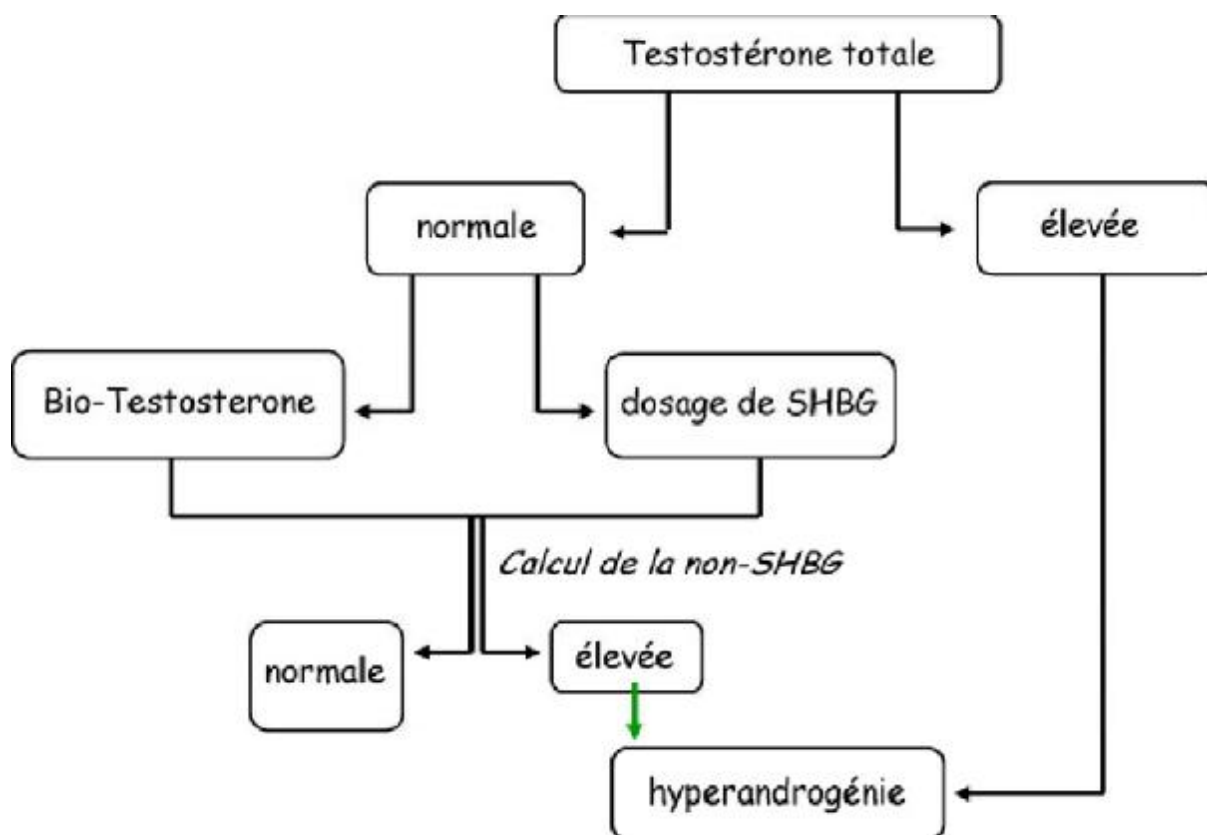 Testostérone totale
normale
élevée
Bio-Testosterone
dosage de SHBG
Calcul de la non-SHBG
normale
élevée
hyperandrogénie